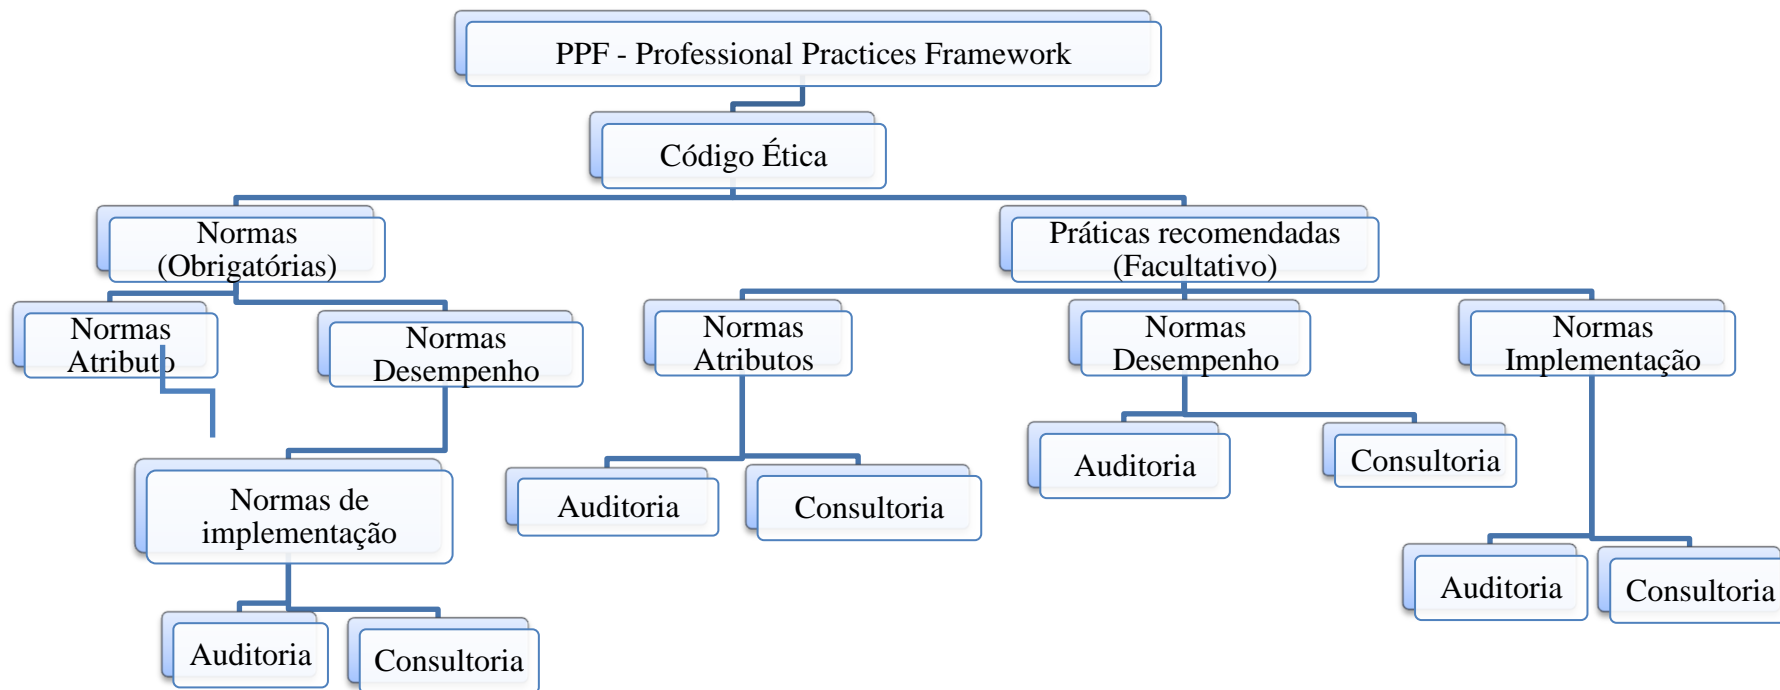 PPF - Professional Practices Framework
Código Ética
Normas
(Obrigatórias)
Práticas recomendadas
(Facultativo)
Normas
Atributo
Normas
Desempenho
Normas
Atributos
Normas
Desempenho
Normas
Implementação
Normas de
implementação
Auditoria
Consultoria
Auditoria
Consultoria
Auditoria
Consultoria
Auditoria
Consultoria